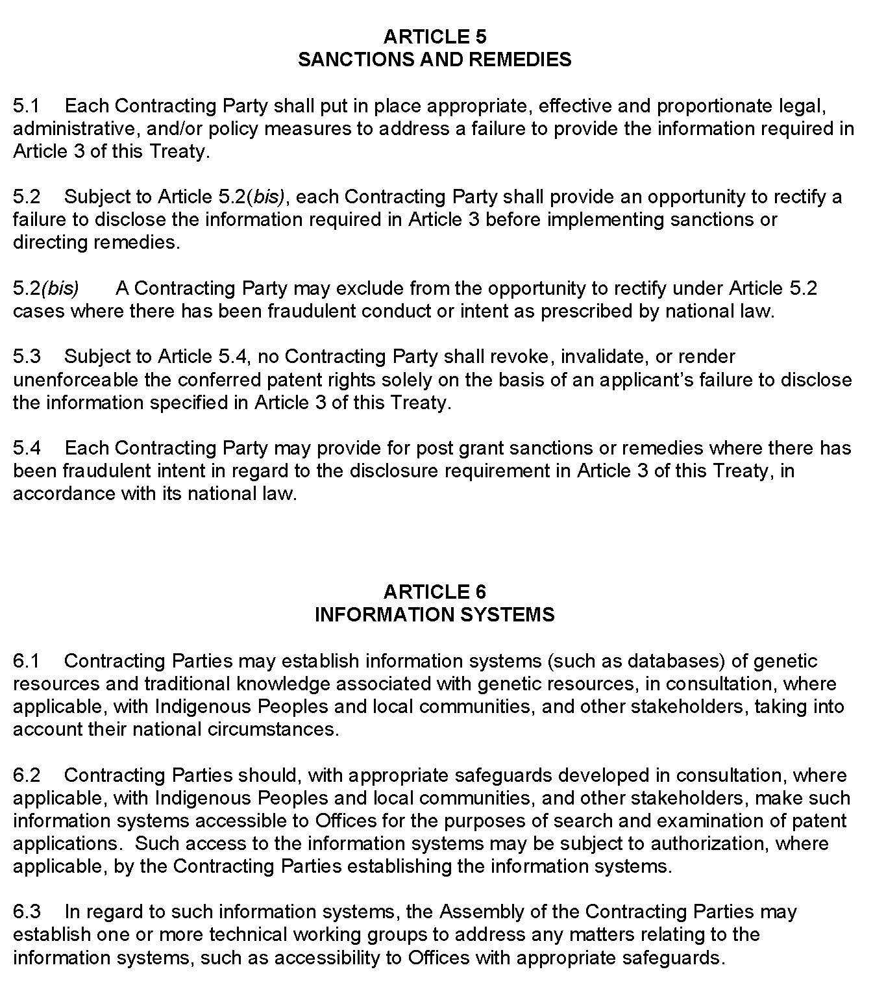 ARTICLE 5
SANCTIONS AND REMEDIES
5.1 Each Contracting Party shall put in place appropriate, effective and proportionate legal,
administrative, and/or policy measures to address a failure to provide the information required in
Article 3 of this Treaty.
5.2 Subject to Article 5.2(bis), each Contracting Party shall provide an opportunity to rectify a
failure to disclose the information required in Article 3 before implementing sanctions or
directing remedies.
5.2(bis) A Contracting Party may exclude from the opportunity to rectify under Article 5.2
cases where there has been fraudulent conduct or intent as prescribed by national law.
5.3 Subject to Article 5.4, no Contracting Party shall revoke, invalidate, or render
unenforceable the conferred patent rights solely on the basis of an applicant’s failure to disclose
the information specified in Article 3 of this Treaty.
5.4 Each Contracting Party may provide for post grant sanctions or remedies where there has
been fraudulent intent in regard to the disclosure requirement in Article 3 of this Treaty, in
accordance with its national law.
ARTICLE 6
INFORMATION SYSTEMS
6.1 Contracting Parties may establish information systems (such as databases) of genetic
resources and traditional knowledge associated with genetic resources, in consultation, where
applicable, with Indigenous Peoples and local communities, and other stakeholders, taking into
account their national circumstances.
6.2 Contracting Parties should, with appropriate safeguards developed in consultation, where
applicable, with Indigenous Peoples and local communities, and other stakeholders, make such
information systems accessible to Offices for the purposes of search and examination of patent
applications. Such access to the information systems may be subject to authorization, where
applicable, by the Contracting Parties establishing the information systems.
6.3 In regard to such information systems, the Assembly of the Contracting Parties may
establish one or more technical working groups to address any matters relating to the
information systems, such as accessibility to Offices with appropriate safeguards.